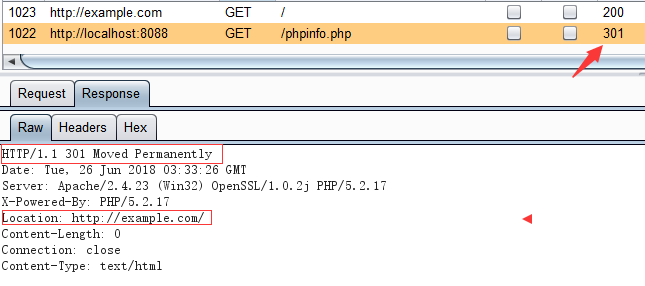 1023 http://example.com GET / 200
1022 http://localhost:8088 GET /phpinfo.php 301
Request Response
Raw Headers Hex
HTTP/1.1 301 Moved Permanently
Date: Tue, 26 Jun 2018 03:33:26 GMT
Server: Apache/2.4.23 (Win32) OpenSSL/1.0.2j PHP/5.2.17
X-Powered-By: PHP/5.2.17
Location: http://example.com/
Content-Length: 0
Connection: close
Content-Type: text/html